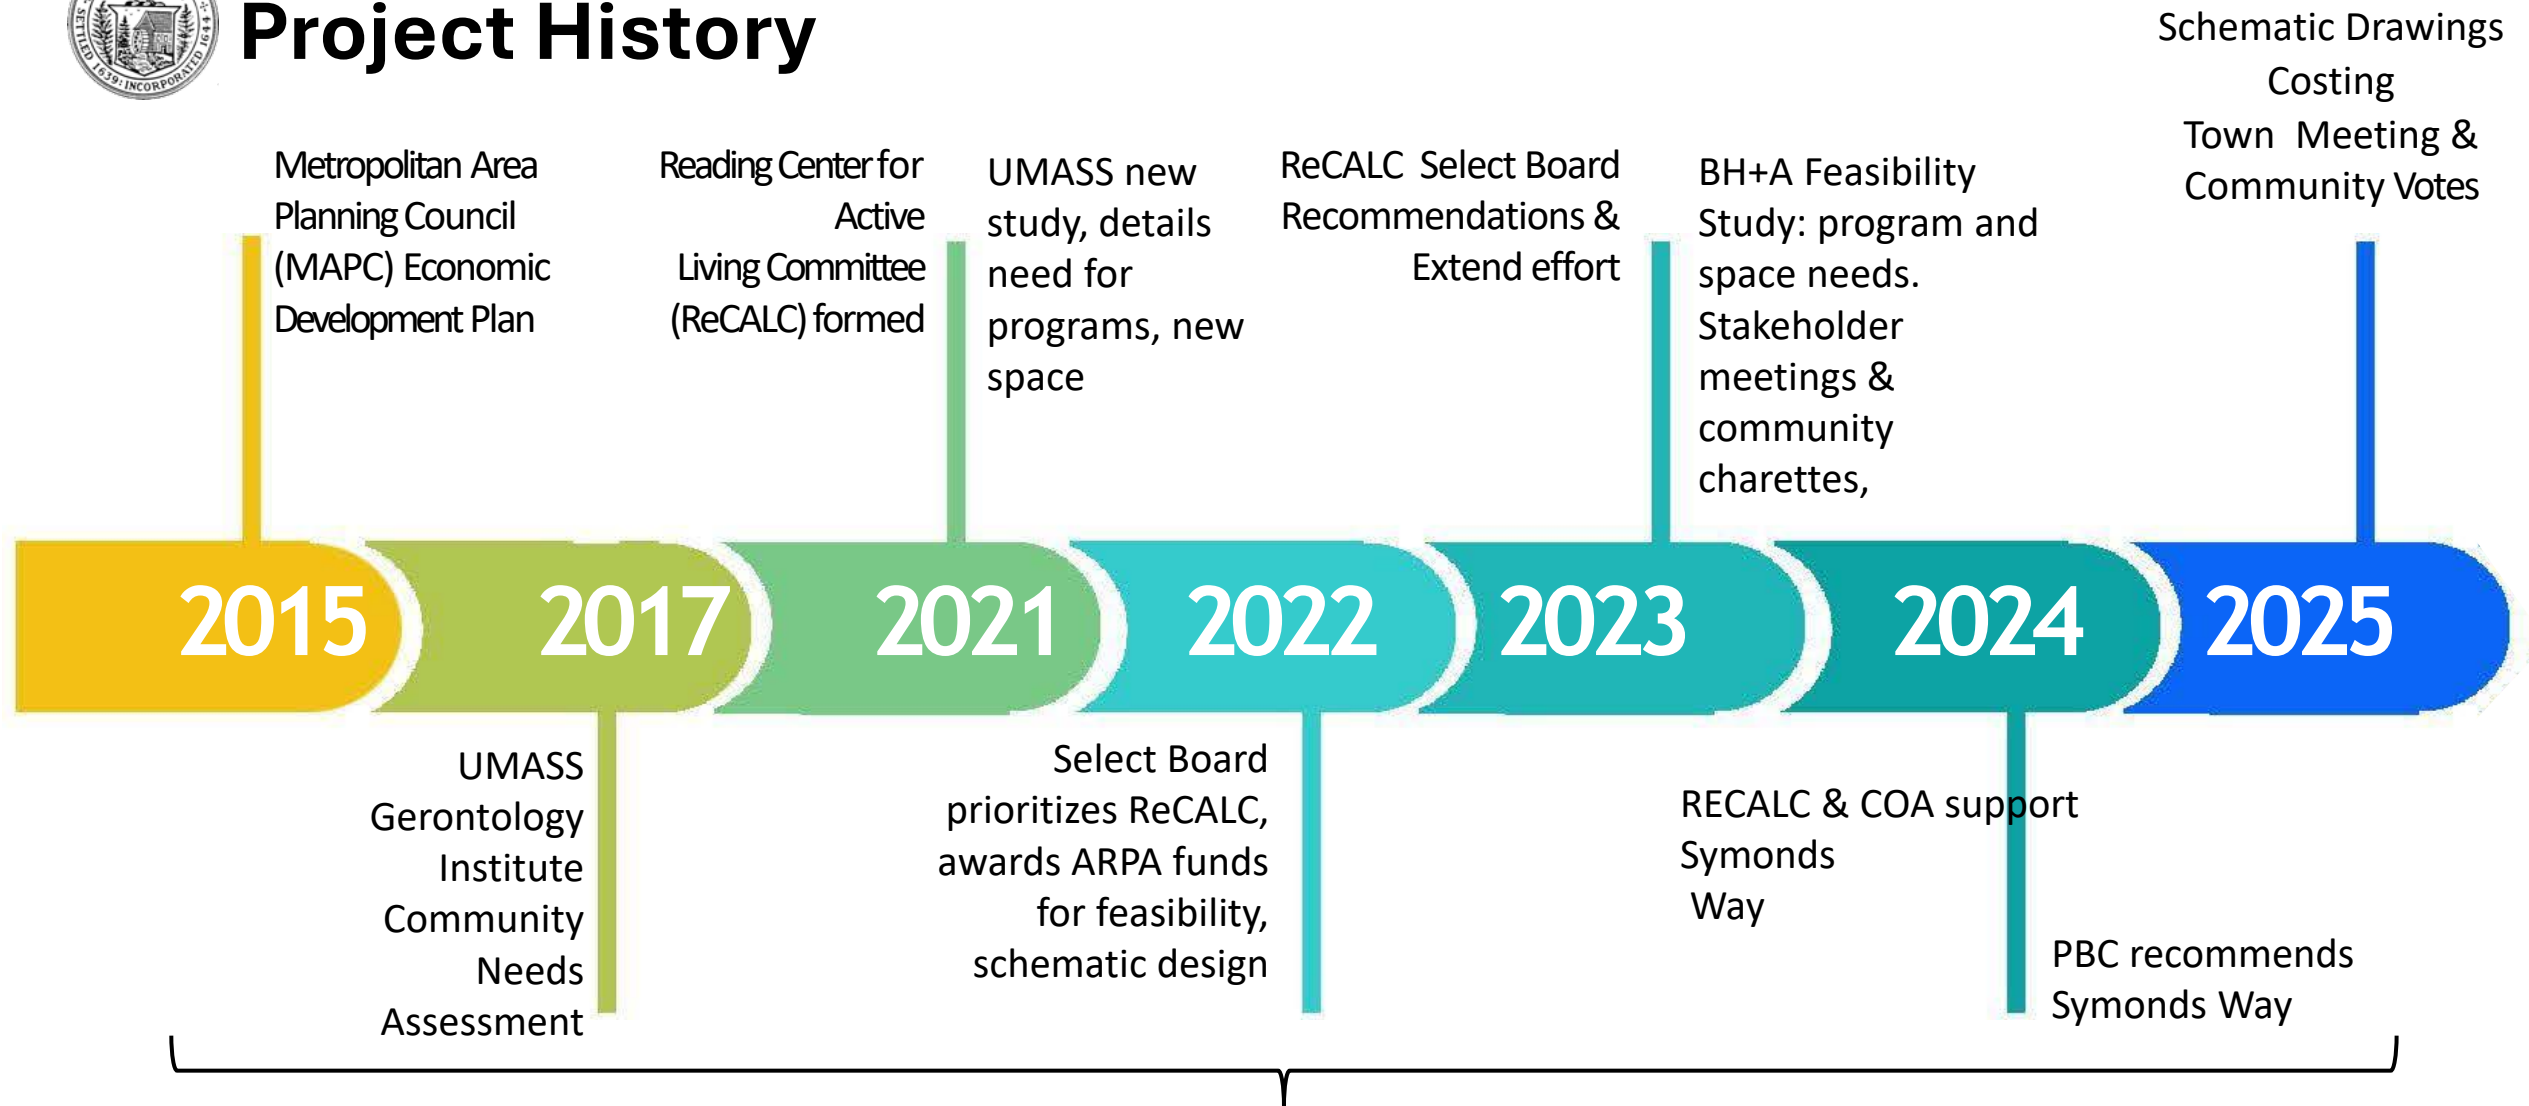 SETTLED 1639: INCORPORATED 1644
Project History
Metropolitan Area
Planning Council
(MAPC) Economic
Development Plan
Reading Center for
Active
Living Committee
(ReCALC) formed
UMASS new
study, details
need for
programs, new
space
ReCALC Select Board
Recommendations &
Extend effort
BH+A Feasibility
Study: program and
space needs.
Stakeholder
meetings &
community
charettes,
Schematic Drawings
Costing
Town Meeting &
Community Votes
2015
2017
2021
2022
2023
2024
2025
UMASS
Gerontology
Institute
Community
Needs
Assessment
Select Board
prioritizes ReCALC,
awards ARPA funds
for feasibility,
schematic design
RECALC & COA support
Symonds
Way
PBC recommends
Symonds Way